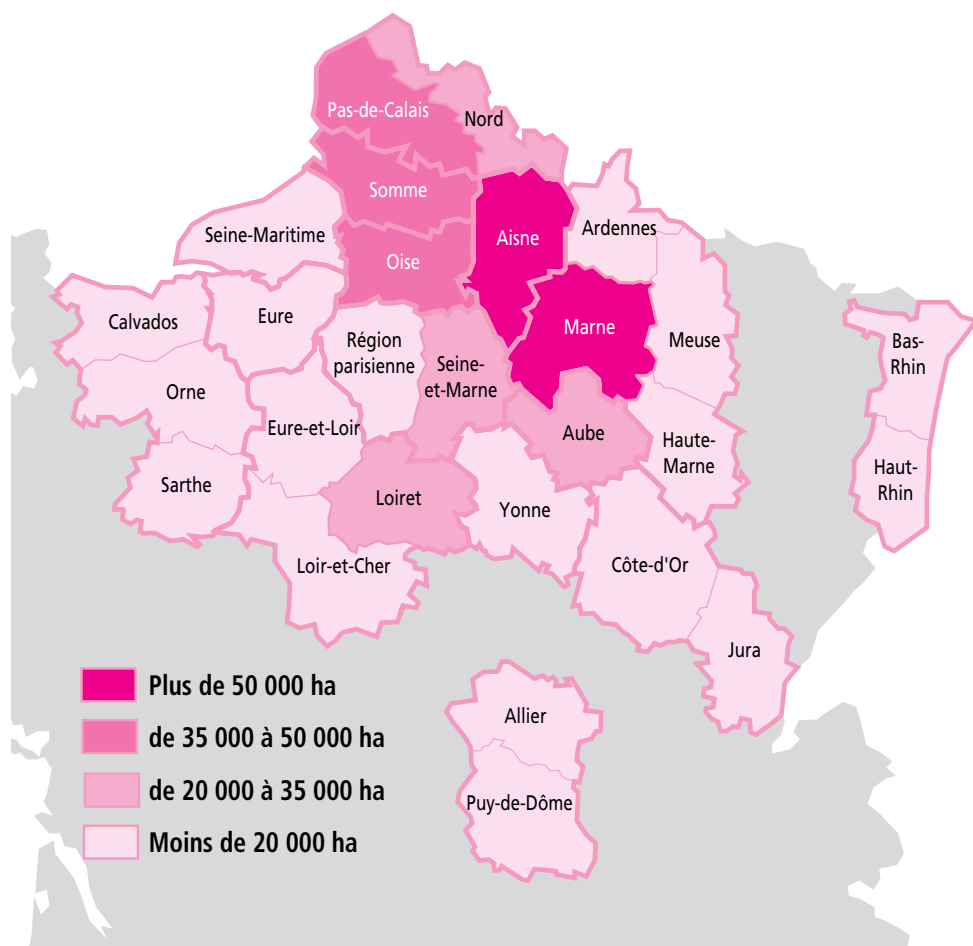 Pas-de-Calais
Nord
Somme
Seine-Maritime
Oise
Aisne
Ardennes
Calvados
Eure
Région
parisienne
Seine-
et-Marne
Marne
Meuse
Bas-
Rhin
Orne
Eure-et-Loir
Aube
Haute-
Marne
Haut-
Rhin
Sarthe
Loiret
Yonne
Loir-et-Cher
Côte-d'Or
Jura
Allier
Puy-de-Dôme
Plus de 50 000 ha
de 35 000 à 50 000 ha
de 20 000 à 35 000 ha
Moins de 20 000 ha